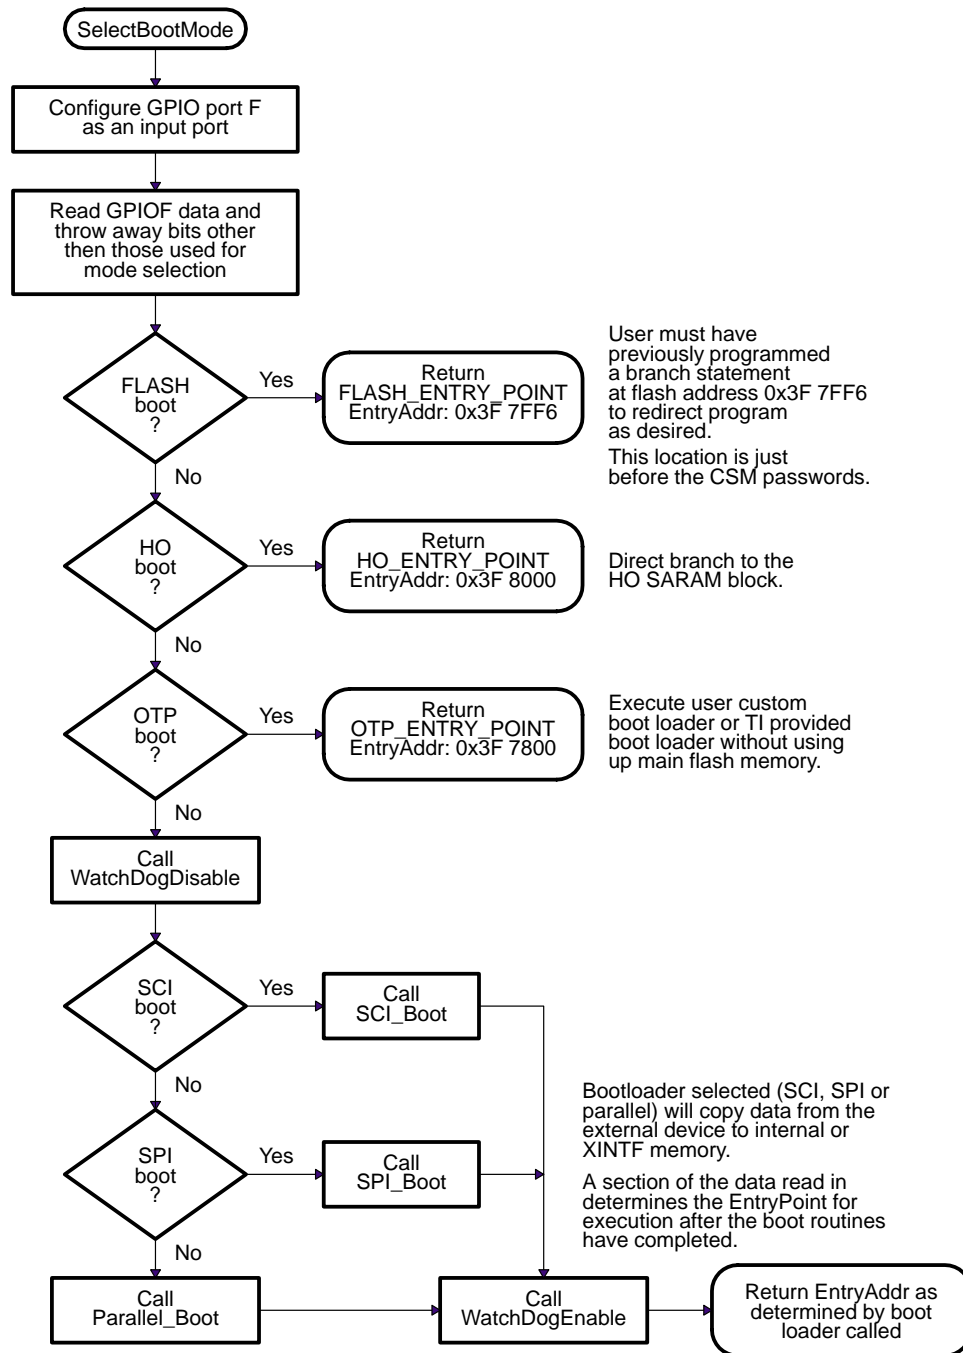 SelectBootMode
Configure GPIO port F
as an input port
Read GPIOF data and
throw away bits other
then those used for
mode selection
FLASH
boot
?
Yes
Return
FLASH_ENTRY_POINT
EntryAddr: 0x3F 7FF6
User must have
previously programmed
a branch statement
at flash address 0x3F 7FF6
to redirect program
as desired.
This location is just
before the CSM passwords.
No
HO
boot
?
Yes
Return
HO_ENTRY_POINT
EntryAddr: 0x3F 8000
Direct branch to the
HO SARAM block.
No
OTP
boot
?
Yes
Return
OTP_ENTRY_POINT
EntryAddr: 0x3F 7800
Execute user custom
boot loader or TI provided
boot loader without using
up main flash memory.
No
Call
WatchDogDisable
SCI
boot
?
Yes
Call
SCI_Boot
No
SPI
boot
?
Yes
Call
SPI_Boot
Bootloader selected (SCI, SPI or
parallel) will copy data from the
external device to internal or
XINTF memory.
A section of the data read in
determines the EntryPoint for
execution after the boot routines
have completed.
No
Call
Parallel_Boot
Call
WatchDogEnable
Return EntryAddr as
determined by boot
loader called